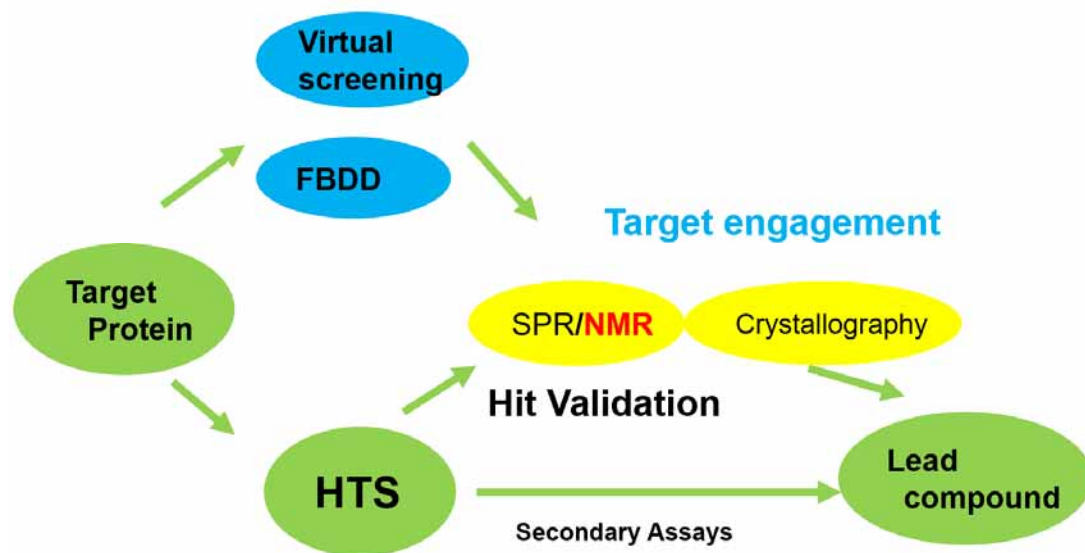 Virtual
screening
FBDD
Target engagement
Target
Protein
SPR/NMR
Crystallography
Hit Validation
HTS
Lead
compound
Secondary Assays